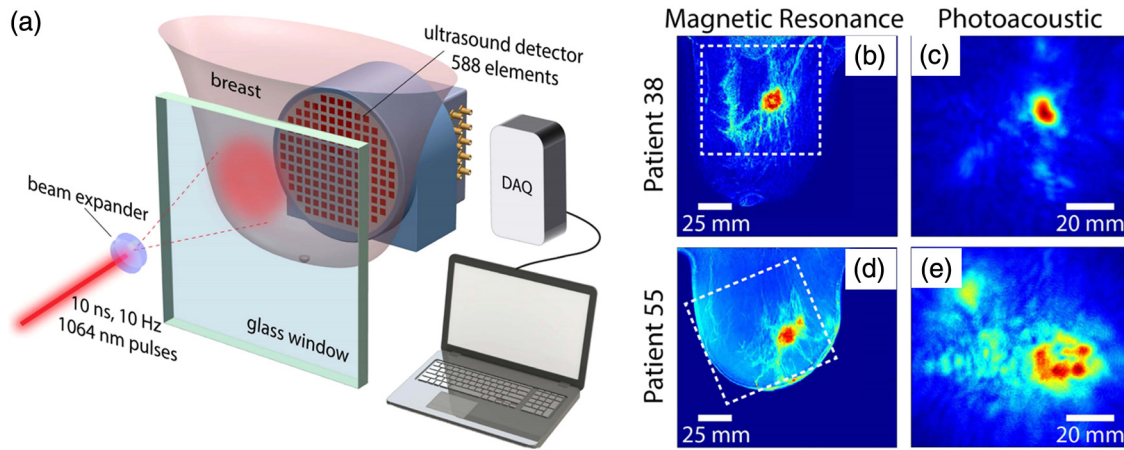 (a)
ultrasound detector
588 elements
breast
DAQ
beam expander
10 ns, 10 Hz
1064 nm pulses
glass window
Magnetic Resonance
Photoacoustic
Patient 38
(b)
25 mm
(c)
20 mm
Patient 55
(d)
25 mm
(e)
20 mm